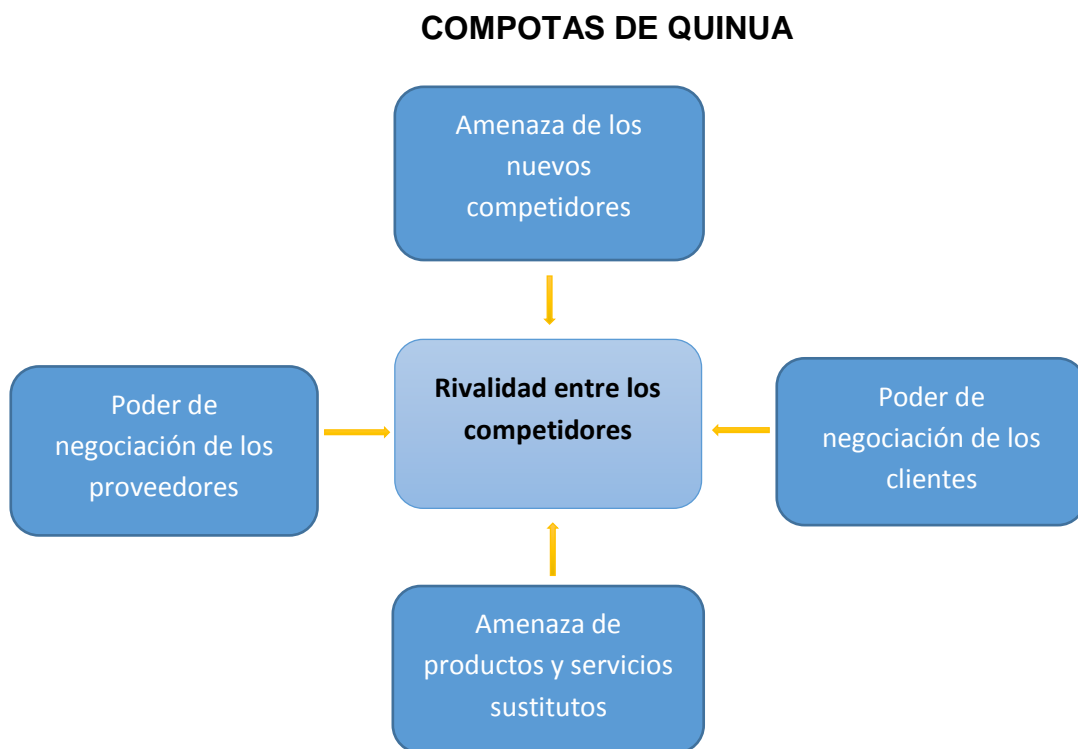 COMPOTAS DE QUINUA
Amenaza de los
nuevos
competidores
Rivalidad entre los
competidores
Poder de
negociación de los
proveedores
Poder de
negociación de los
clientes
Amenaza de
productos y servicios
sustitutos